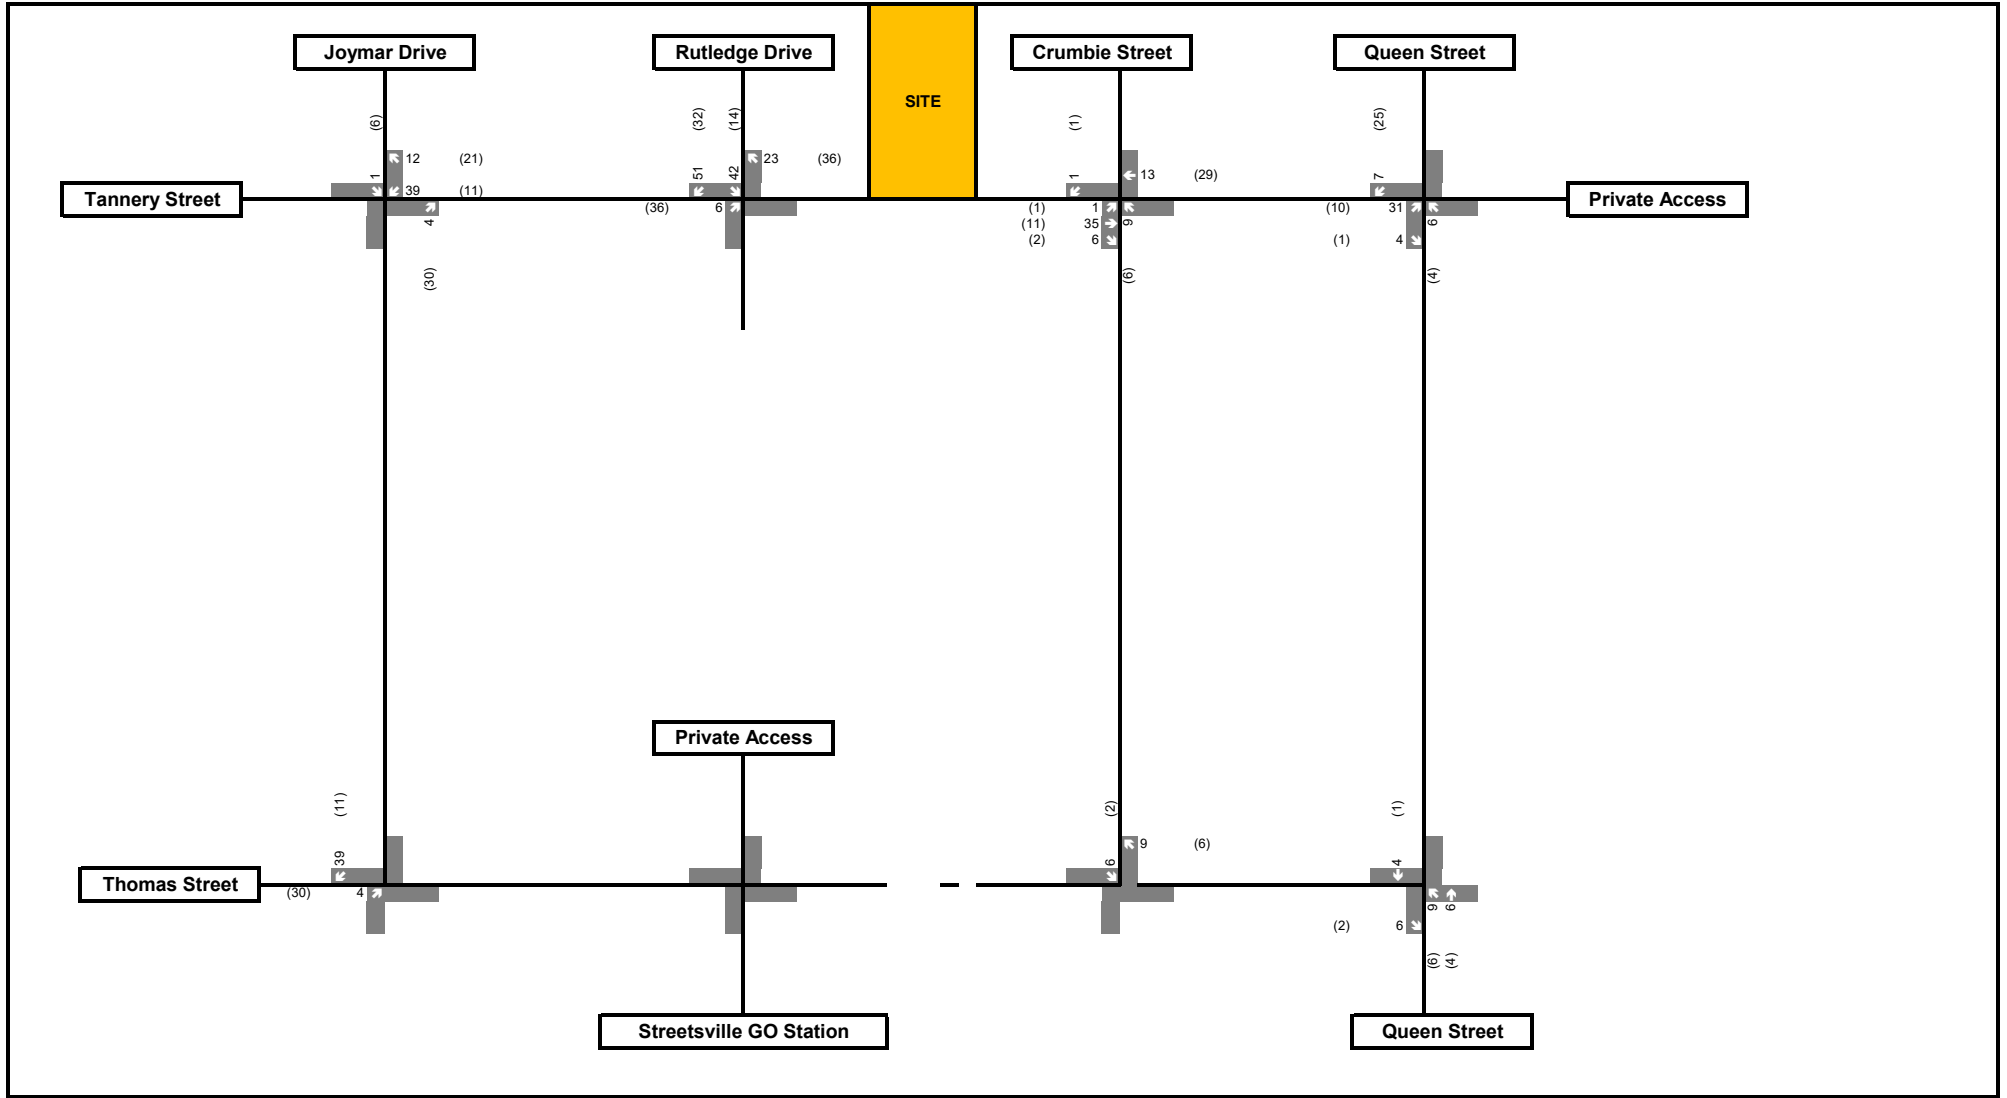 Joymar Drive Rutledge Drive Crumbie Street Queen Street
SITE
(6) (32) (14) (1) (25)
12 (21) 23 (36)
1 51 42 1 13 (29) 7
39 (11)
Tannery Street Private Access
(36) 6 (1) 1 (10) 31
4 (11) 35 9 6
(2) 6 (1) 4
(30) (6) (4)
Private Access
(11) (2) (1)
9 (6)
39 6 4
Thomas Street
(30) 4
9 6
(2) 6
(6) (4)
Streetsville GO Station Queen Street